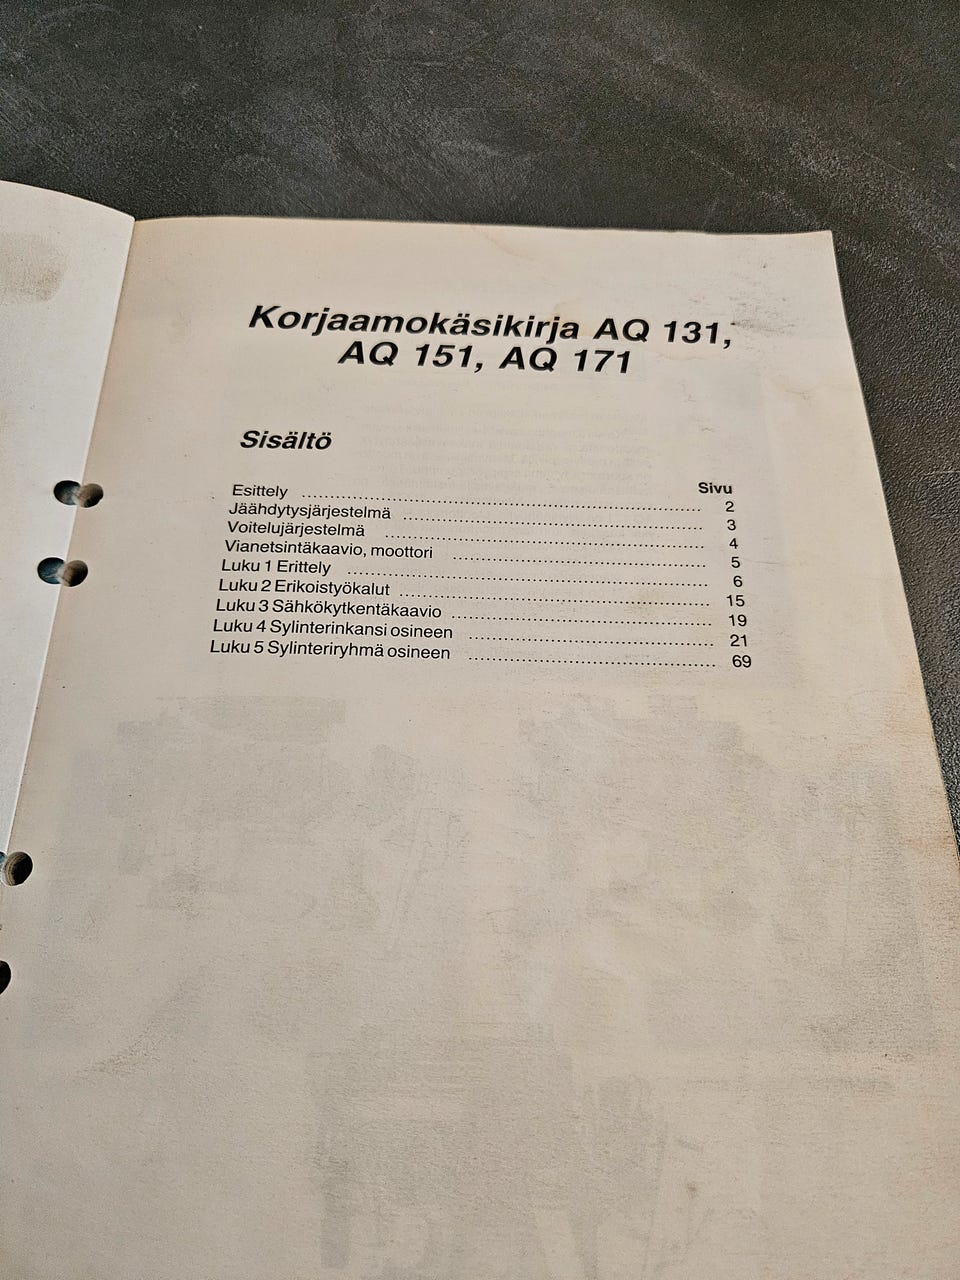 Korjaamokäsikirja AQ 131,
AQ 151, AQ 171
Sisältö
Sivu
Esittely ........................ 2
Jäähdytysjärjestelmä ........................ 3
Voitelujärjestelmä ........................ 4
Vianetsintäkaavio, moottori ........................ 5
Luku 1 Erittely ........................ 6
Luku 2 Erikoistyökalut ........................ 15
Luku 3 Sähkökytkentäkaavio ........................ 19
Luku 4 Sylinterinkansi osineen ........................ 21
Luku 5 Sylinteriryhmä osineen ........................ 69